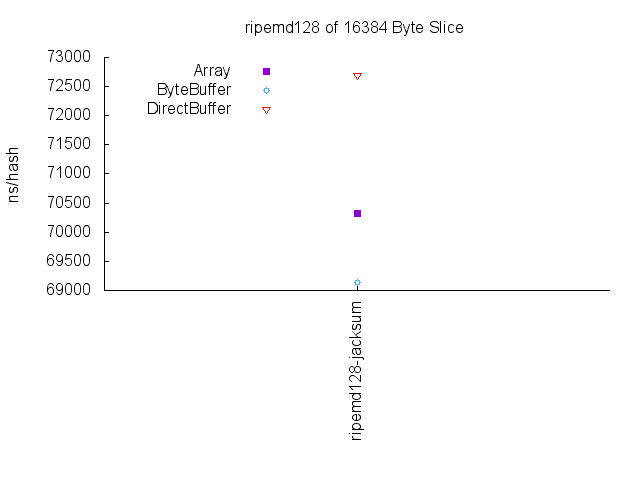 ripemd128 of 16384 Byte Slice
73000
72500
72000
71500
71000
70500
70000
69500
69000
ns/hash
Array
ByteBuffer
DirectBuffer
ripemd128-jacksum